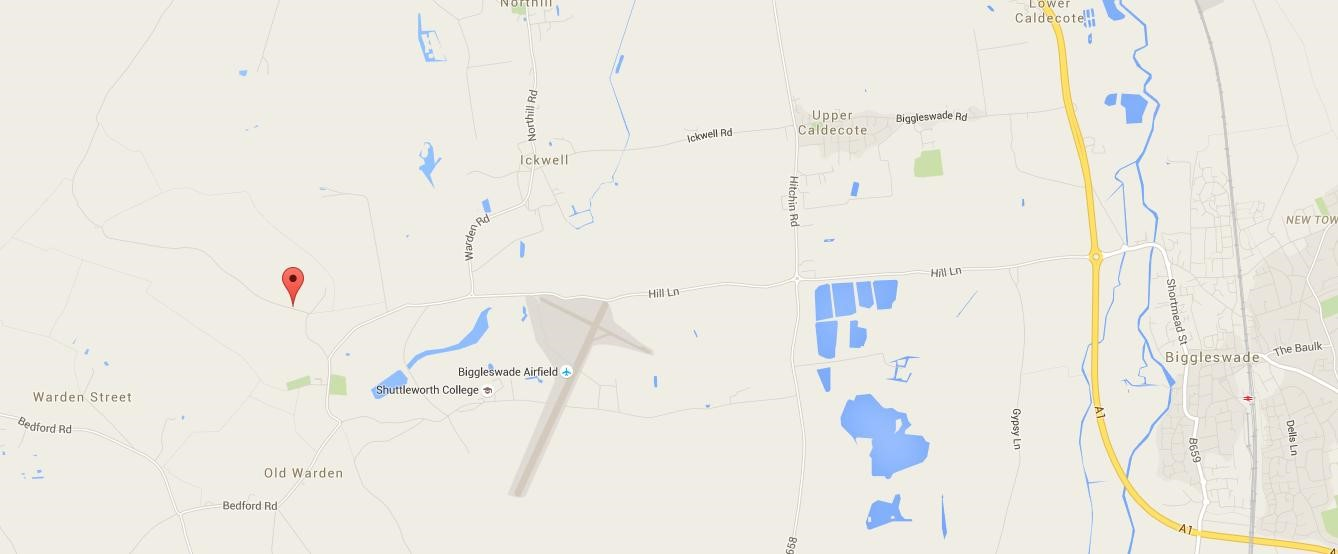 Northill
Lower
Caldecote
Northill Rd
Upper
Caldecote
Biggleswade Rd
Ickwell Rd
Ickwell
Hitchin Rd
Warden Rd
NEW TOW
Hill Ln
Hill Ln
Shortmead St
Biggleswade
The Baulk
Biggleswade Airfield
Shuttleworth College
Warden Street
Bedford Rd
A1
Gypsy Ln
Dells Ln
B659
Old Warden
Bedford Rd
A1
658